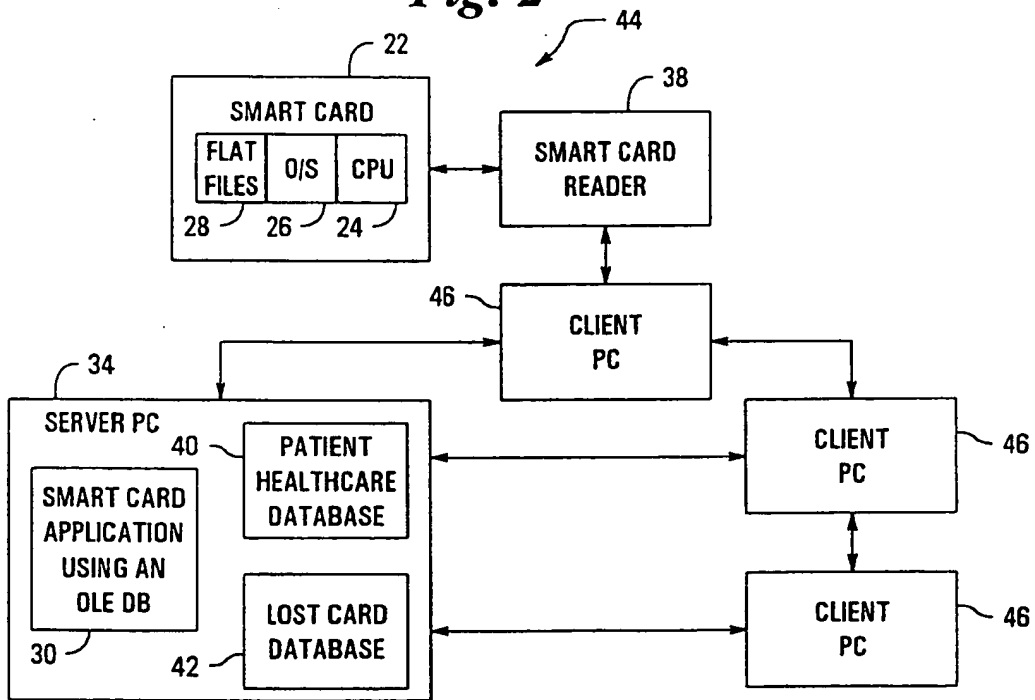 Fig. 2
44
22
SMART CARD
FLAT
FILES
O/S
CPU
28
26
24
38
SMART CARD
READER
46
CLIENT
PC
34
SERVER PC
SMART CARD
APPLICATION
USING AN
OLE DB
30
40
PATIENT
HEALTHCARE
DATABASE
42
LOST CARD
DATABASE
CLIENT
PC
46
CLIENT
PC
46